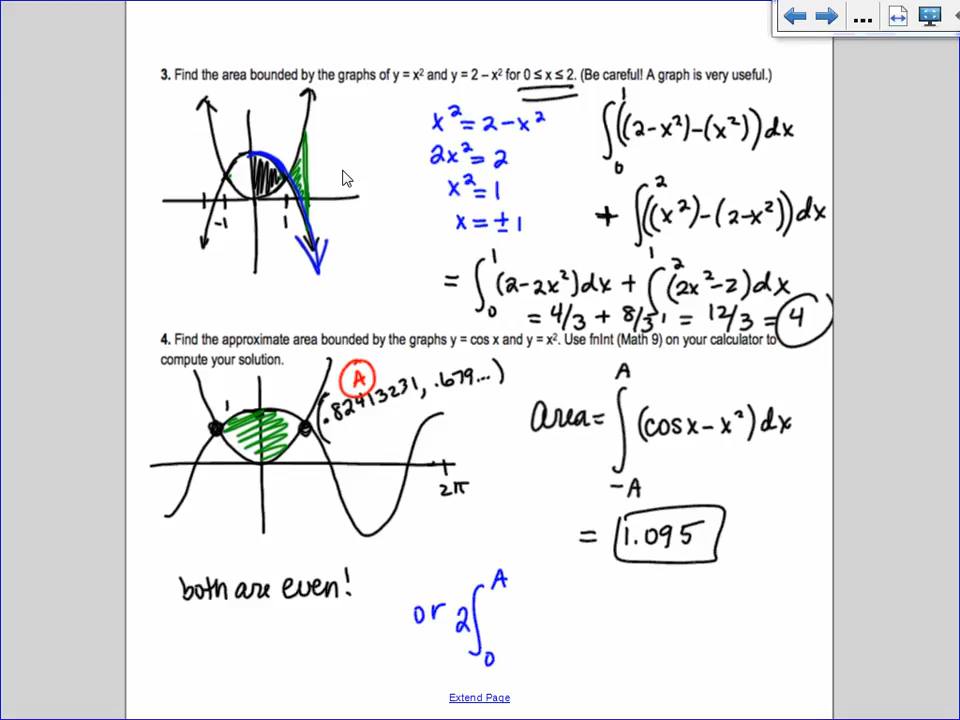 ...
3. Find the area bounded by the graphs of y = x² and y = 2 – x² for 0 ≤ x ≤ 2. (Be careful! A graph is very useful.)
-1 1
x² = 2 - x²
2x² = 2
x² = 1
x = ± 1
∫₀¹ ((2-x²)-(x²)) dx
+ ∫₁² ((x²)-(2-x²)) dx
= ∫₀¹ (2-2x²)dx + ∫₁² (2x²-2)dx
= 4/3 + 8/3 = 12/3 = 4
4. Find the approximate area bounded by the graphs y = cos x and y = x². Use fnInt (Math 9) on your calculator to
compute your solution.
A
(.82413231, .679...)
1
2π
area = ∫₋ₐᴬ (cosx - x²) dx
= 1.095
both are even!
or 2∫₀ᴬ
Extend Page